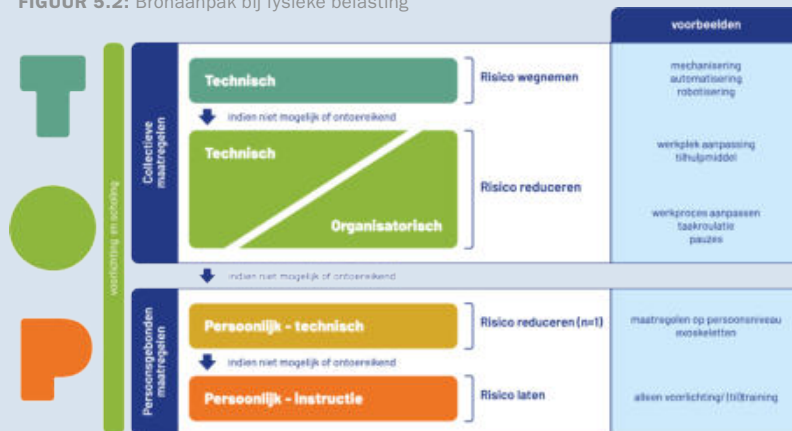 FIGUUR 5.2: Bronaanpak bij fysieke belasting
voorbeelden
TOP
voorlichting en scholing
Collectieve
maatregelen
Technisch
Risico wegnemen
mechanisering
automatisering
robotisering
indien niet mogelijk of ontoereikend
Technisch
Organisatorisch
Risico reduceren
werkplek aanpassing
tilhulpmiddel
werkproces aanpassen
taakroulatie
pauzes
indien niet mogelijk of ontoereikend
Persoonsgebonden
maatregelen
Persoonlijk - technisch
Risico reduceren (n=1)
maatregelen op persoonsniveau
exoskeletten
indien niet mogelijk of ontoereikend
Persoonlijk - Instructie
Risico laten
alleen voorlichting/ (til)training